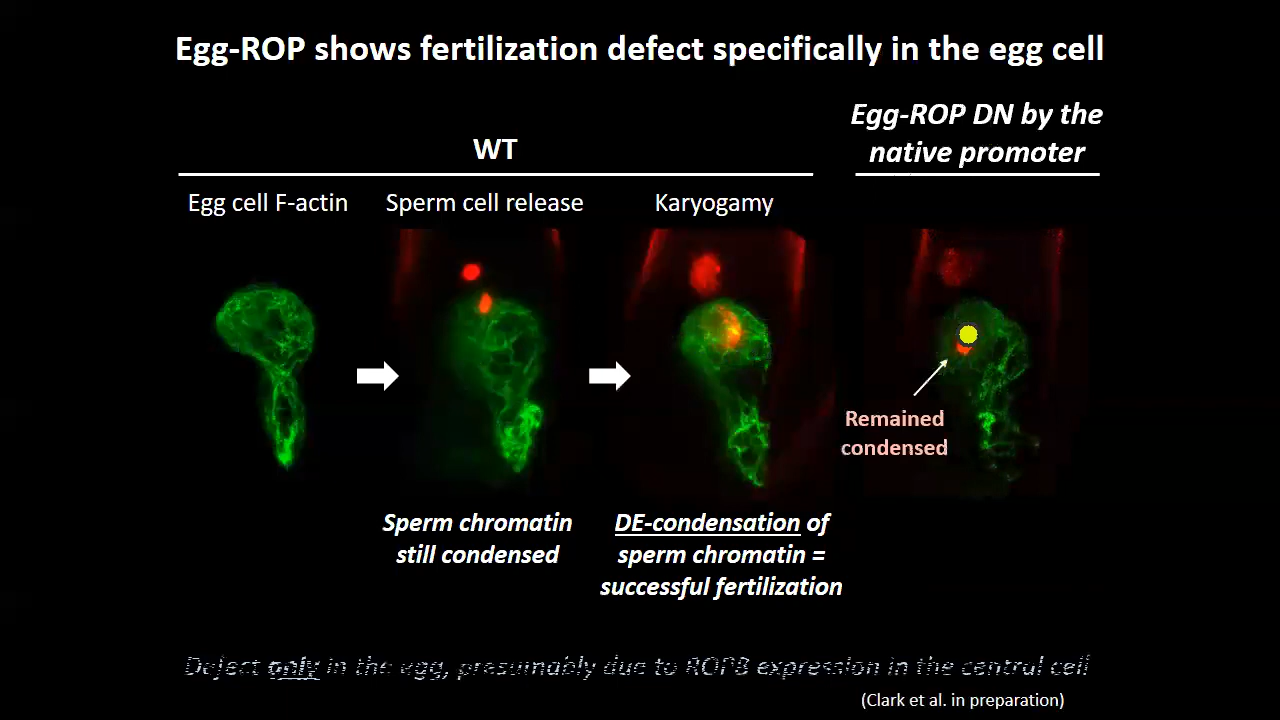 Egg-ROP shows fertilization defect specifically in the egg cell
Egg-ROP DN by the
native promoter
WT
Egg cell F-actin
Sperm cell release
Karyogamy
Remained
condensed
Sperm chromatin
still condensed
DE-condensation of
sperm chromatin =
successful fertilization
Defect only in the egg, presumably due to ROP8 expression in the central cell
(Clark et al. in preparation)